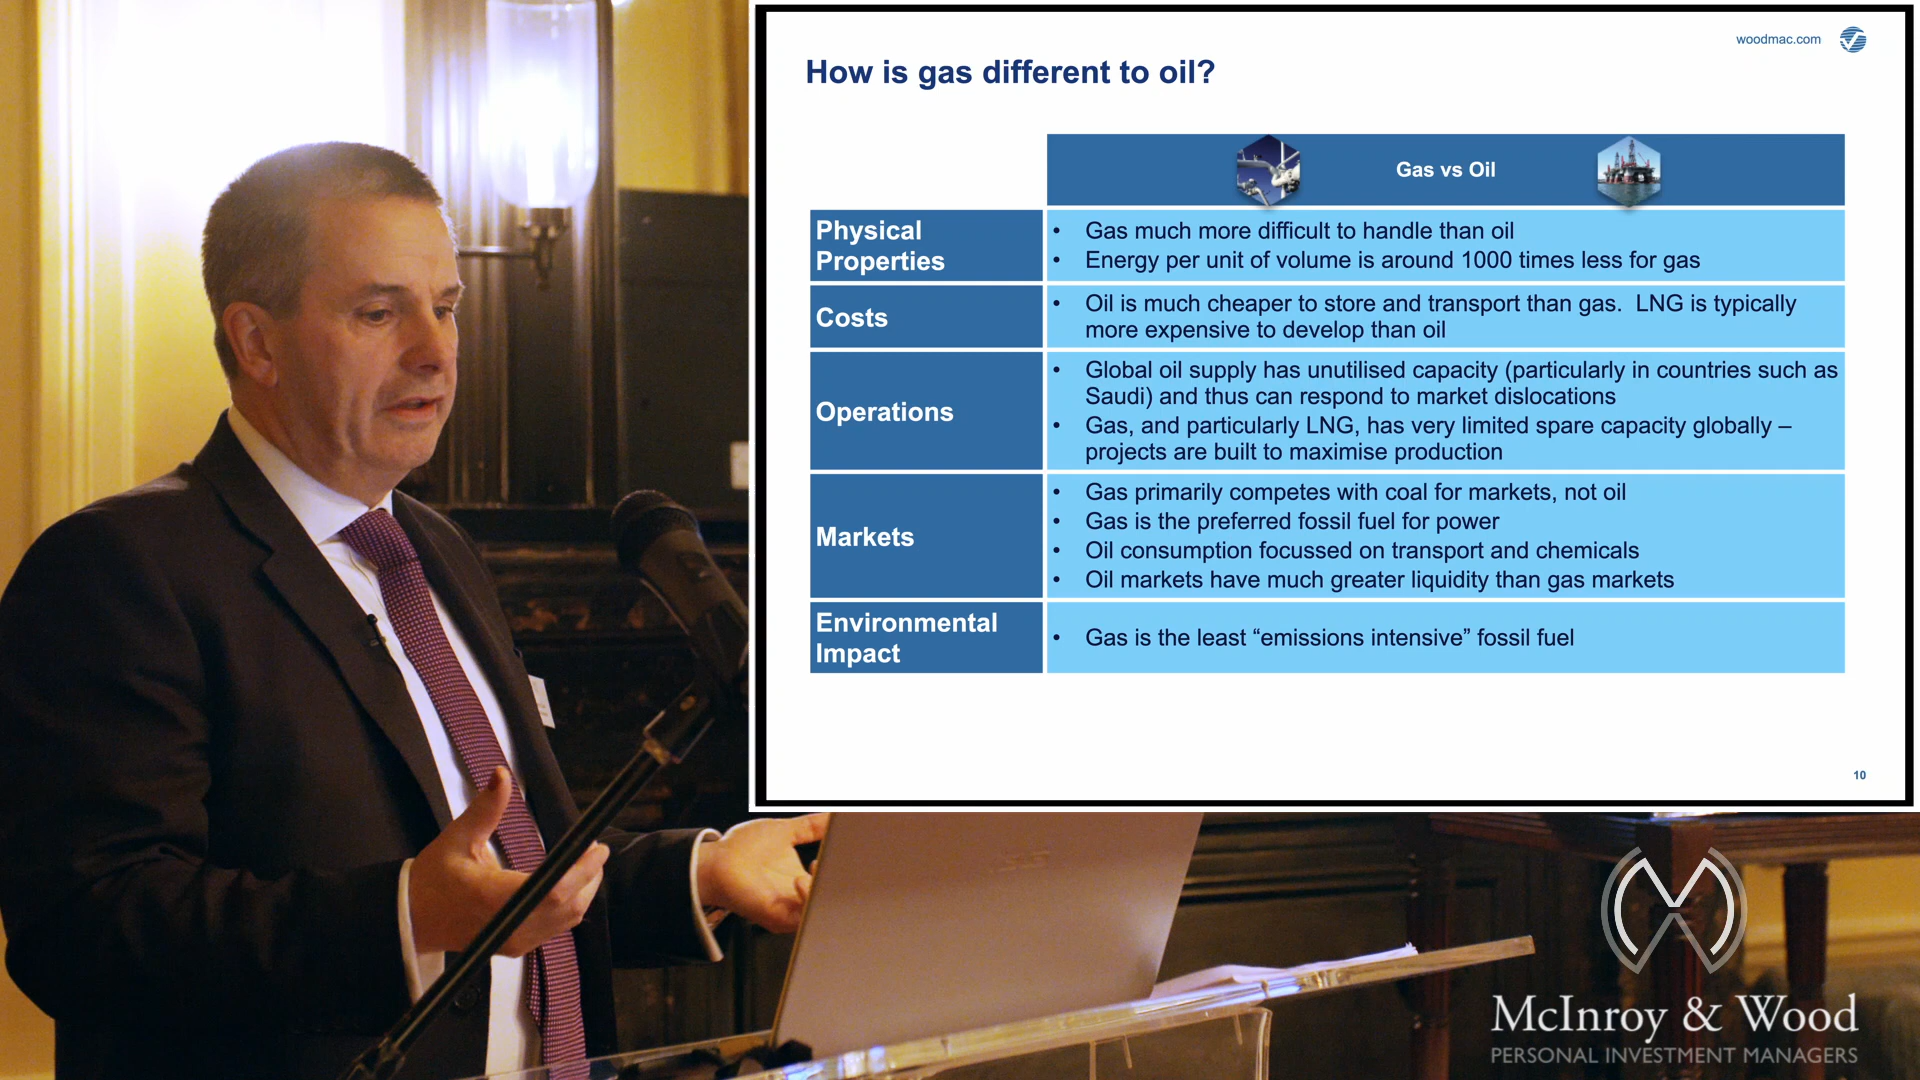 woodmac.com
How is gas different to oil?
Gas vs Oil
Physical
Properties
• Gas much more difficult to handle than oil
• Energy per unit of volume is around 1000 times less for gas
Costs
• Oil is much cheaper to store and transport than gas.  LNG is typically
more expensive to develop than oil
Operations
• Global oil supply has unutilised capacity (particularly in countries such as
Saudi) and thus can respond to market dislocations
• Gas, and particularly LNG, has very limited spare capacity globally –
projects are built to maximise production
Markets
• Gas primarily competes with coal for markets, not oil
• Gas is the preferred fossil fuel for power
• Oil consumption focussed on transport and chemicals
• Oil markets have much greater liquidity than gas markets
Environmental
Impact
• Gas is the least “emissions intensive” fossil fuel
10
McInroy & Wood
PERSONAL INVESTMENT MANAGERS